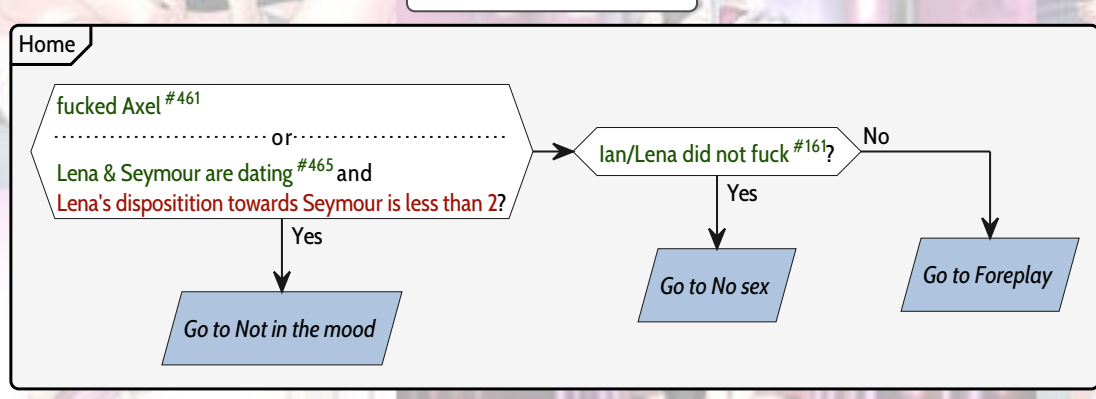 Home
fucked Axel #461
or
Lena & Seymour are dating #465 and
Lena's dispositition towards Seymour is less than 2?
Yes
Go to Not in the mood
Ian/Lena did not fuck #161?
Yes
No
Go to No sex
Go to Foreplay